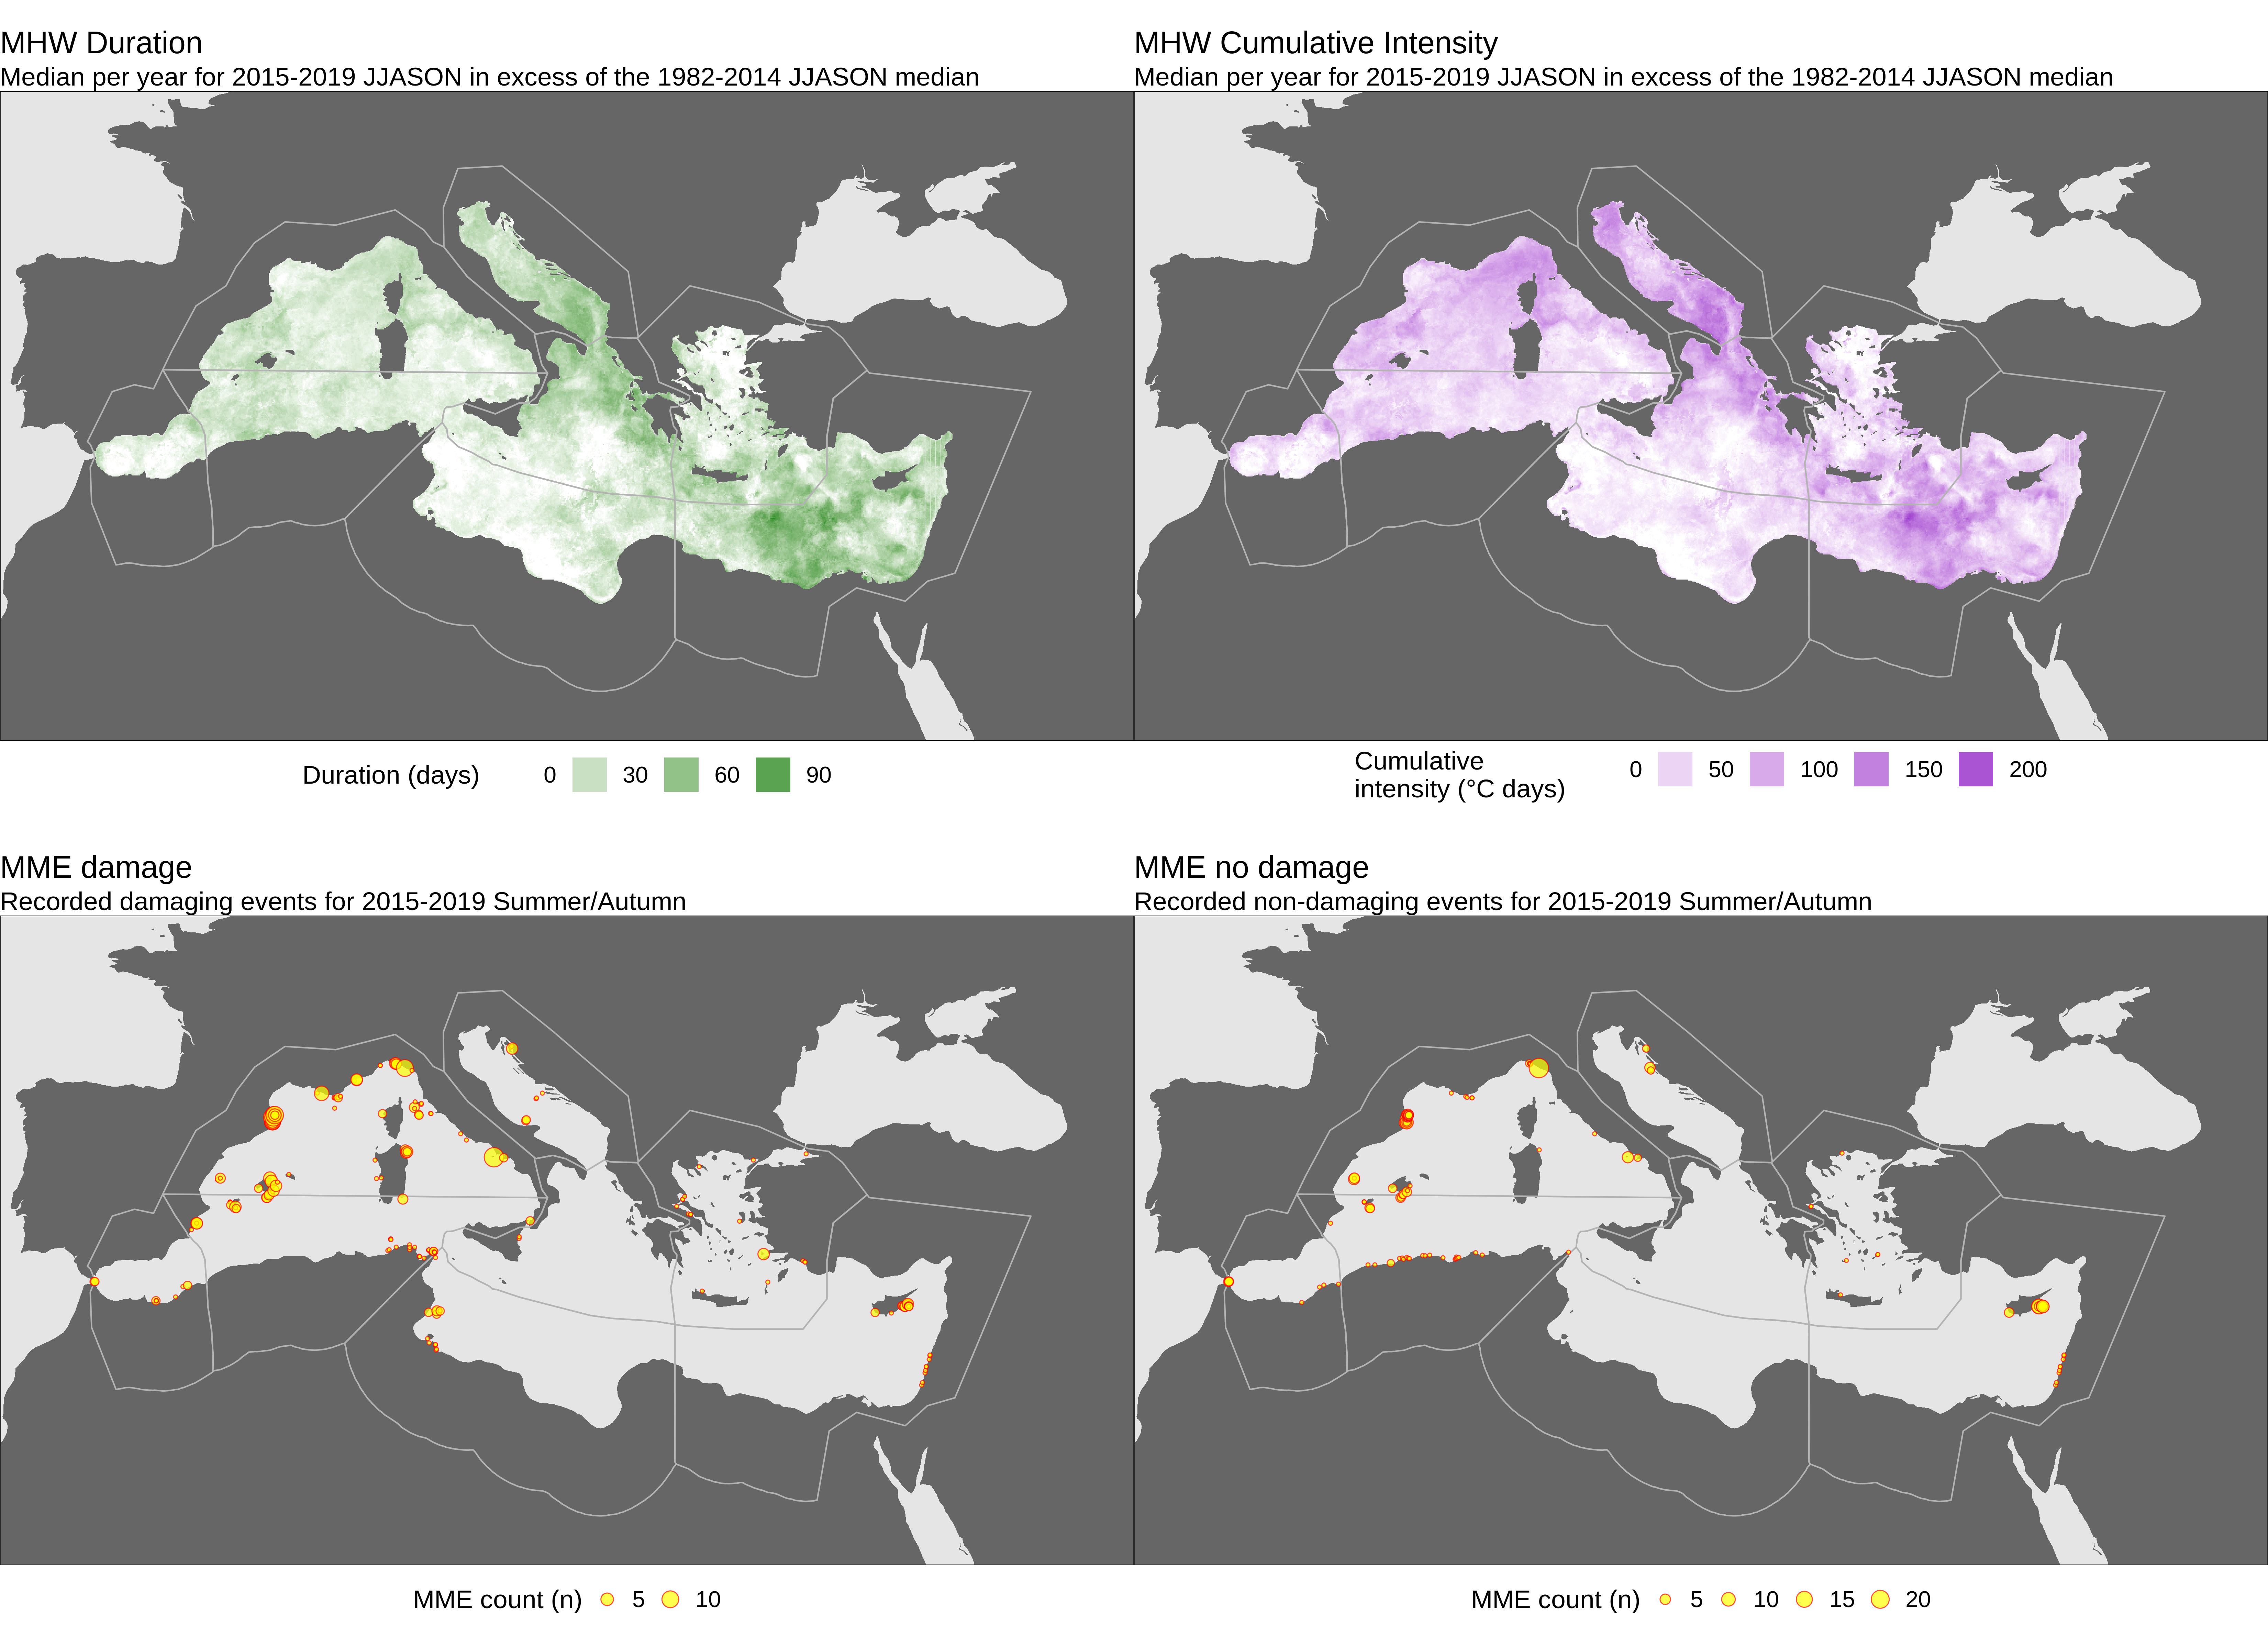 MHW Duration
Median per year for 2015-2019 JJASON in excess of the 1982-2014 JJASON median
MHW Cumulative Intensity
Median per year for 2015-2019 JJASON in excess of the 1982-2014 JJASON median
Duration (days) 0 30 60 90
Cumulative
intensity (°C days) 0 50 100 150 200
MME damage
Recorded damaging events for 2015-2019 Summer/Autumn
MME no damage
Recorded non-damaging events for 2015-2019 Summer/Autumn
MME count (n) 5 10
MME count (n) 5 10 15 20